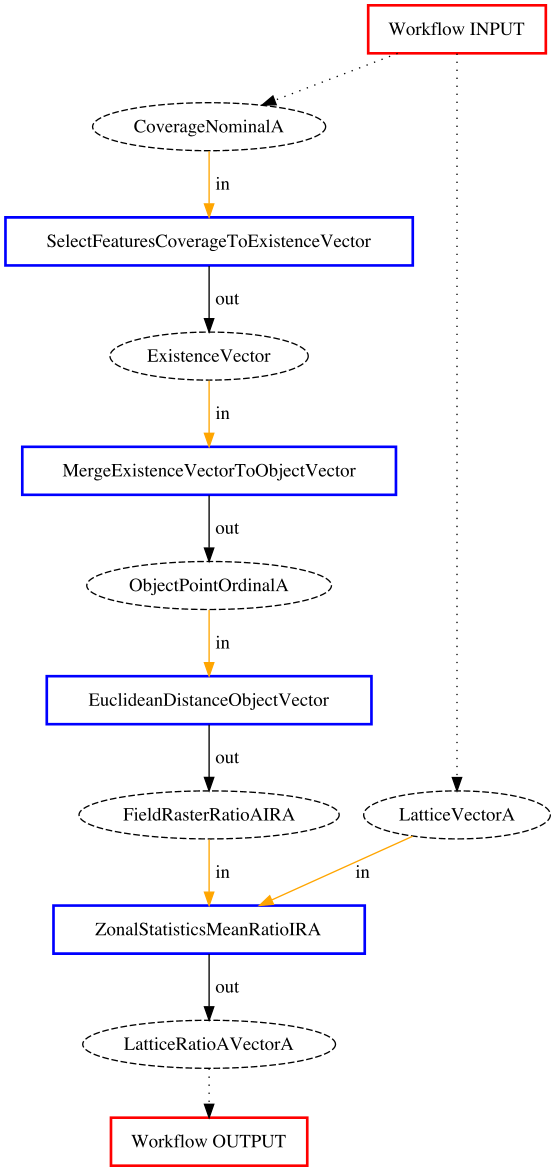 Workflow INPUT
CoverageNominalA
in
SelectFeaturesCoverageToExistenceVector
out
ExistenceVector
in
MergeExistenceVectorToObjectVector
out
ObjectPointOrdinalA
in
EuclideanDistanceObjectVector
out
FieldRasterRatioAIRA
LatticeVectorA
in
in
ZonalStatisticsMeanRatioIRA
out
LatticeRatioAVectorA
Workflow OUTPUT